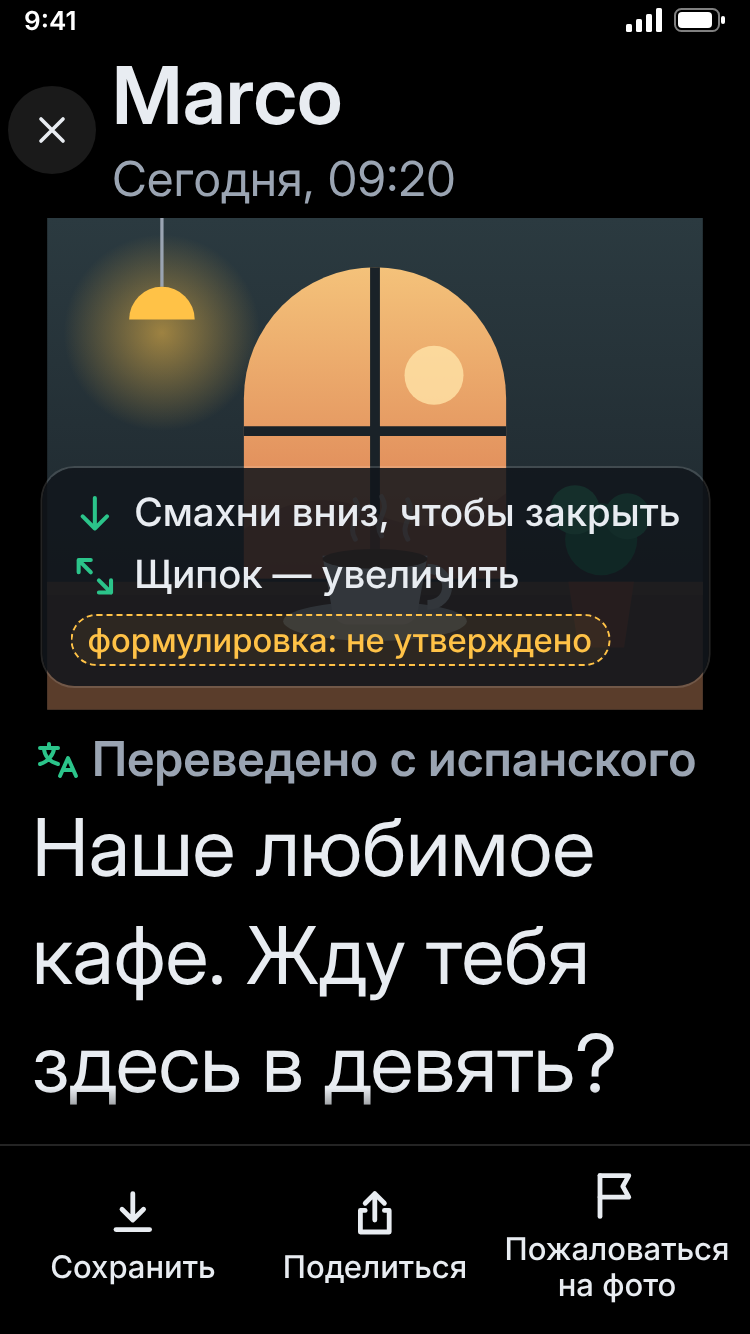 9:41
Marco
Сегодня, 09:20
Смахни вниз, чтобы закрыть
Щипок — увеличить
формулировка: не утверждено
Переведено с испанского
Наше любимое
кафе. Жду тебя
здесь в девять?
Сохранить
Поделиться
Пожаловаться
на фото